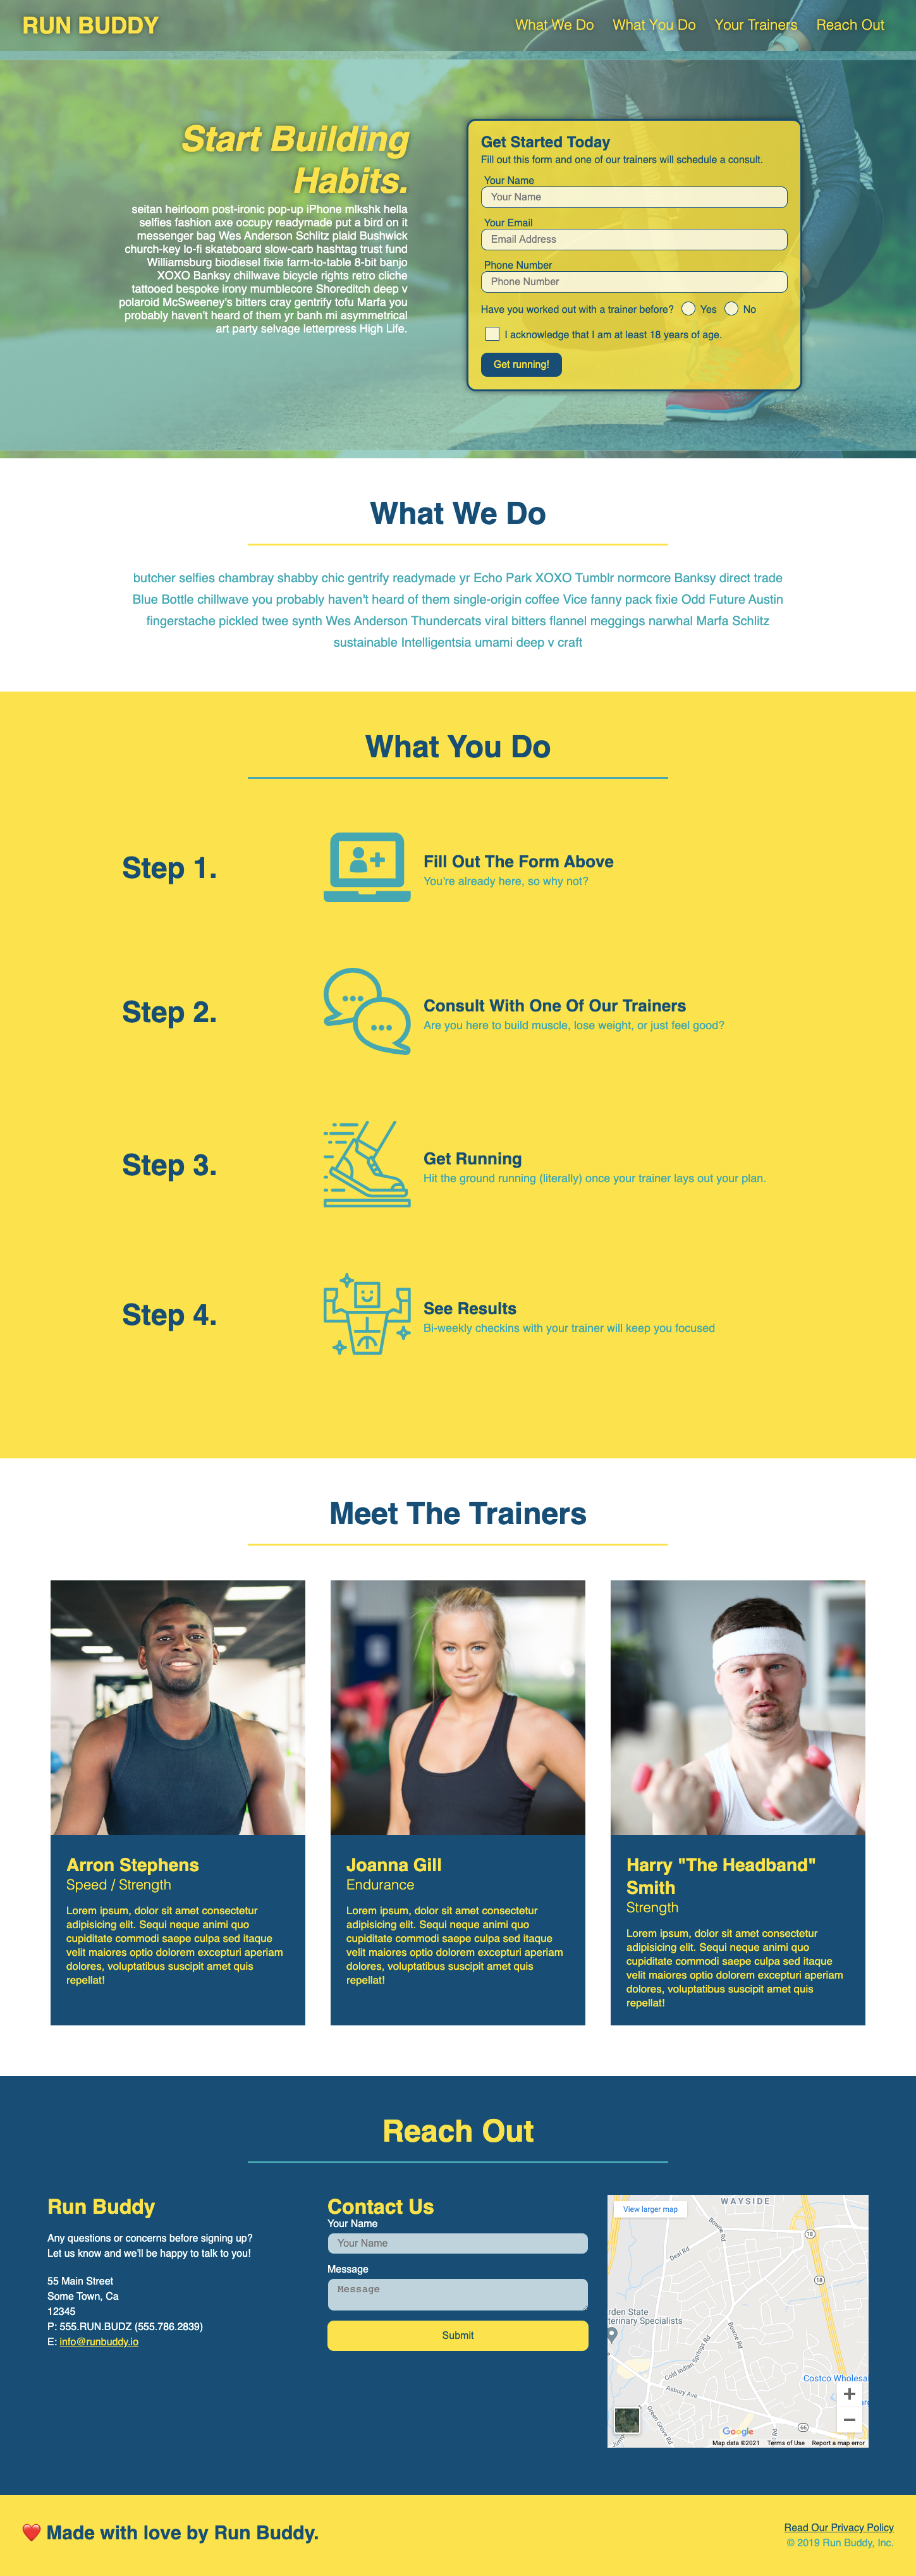 RUN BUDDY
What We Do What You Do Your Trainers Reach Out
Start Building
Habits.
seitan heirloom post-ironic pop-up iPhone mlkshk hella
selfies fashion axe occupy readymade put a bird on it
messenger bag Wes Anderson Schlitz plaid Bushwick
church-key lo-fi skateboard slow-carb hashtag trust fund
Williamsburg biodiesel fixie farm-to-table 8-bit banjo
XOXO Banksy chillwave bicycle rights retro cliche
tattooed bespoke irony mumblecore Shoreditch deep v
polaroid McSweeney's bitters cray gentrify tofu Marfa you
probably haven't heard of them yr banh mi asymmetrical
art party selvage letterpress High Life.
Get Started Today
Fill out this form and one of our trainers will schedule a consult.
Your Name
Your Name
Your Email
Email Address
Phone Number
Phone Number
Have you worked out with a trainer before? Yes No
I acknowledge that I am at least 18 years of age.
Get running!
What We Do
butcher selfies chambray shabby chic gentrify readymade yr Echo Park XOXO Tumblr normcore Banksy direct trade
Blue Bottle chillwave you probably haven't heard of them single-origin coffee Vice fanny pack fixie Odd Future Austin
fingerstache pickled twee synth Wes Anderson Thundercats viral bitters flannel meggings narwhal Marfa Schlitz
sustainable Intelligentsia umami deep v craft
What You Do
Step 1.
Fill Out The Form Above
You're already here, so why not?
Step 2.
Consult With One Of Our Trainers
Are you here to build muscle, lose weight, or just feel good?
Step 3.
Get Running
Hit the ground running (literally) once your trainer lays out your plan.
Step 4.
See Results
Bi-weekly checkins with your trainer will keep you focused
Meet The Trainers
Arron Stephens
Speed / Strength
Lorem ipsum, dolor sit amet consectetur
adipisicing elit. Sequi neque animi quo
cupiditate commodi saepe culpa sed itaque
velit maiores optio dolorem excepturi aperiam
dolores, voluptatibus suscipit amet quis
repellat!
Joanna Gill
Endurance
Lorem ipsum, dolor sit amet consectetur
adipisicing elit. Sequi neque animi quo
cupiditate commodi saepe culpa sed itaque
velit maiores optio dolorem excepturi aperiam
dolores, voluptatibus suscipit amet quis
repellat!
Harry "The Headband"
Smith
Strength
Lorem ipsum, dolor sit amet consectetur
adipisicing elit. Sequi neque animi quo
cupiditate commodi saepe culpa sed itaque
velit maiores optio dolorem excepturi aperiam
dolores, voluptatibus suscipit amet quis
repellat!
Reach Out
Run Buddy
Any questions or concerns before signing up?
Let us know and we'll be happy to talk to you!
55 Main Street
Some Town, Ca
12345
P: 555.RUN.BUDZ (555.786.2839)
E: info@runbuddy.io
Contact Us
Your Name
Your Name
Message
Message
Submit
View larger map
WAYSIDE
Bowne Rd
18
Deal Rd
18
rden State
terinary Specialists
Bowne Rd
Cold Indian Springs Rd
Costco Wholesal
Asbury Ave
Green Grove Rd
66
Google
Map data ©2021 Terms of Use Report a map error
❤️ Made with love by Run Buddy.
Read Our Privacy Policy
© 2019 Run Buddy, Inc.